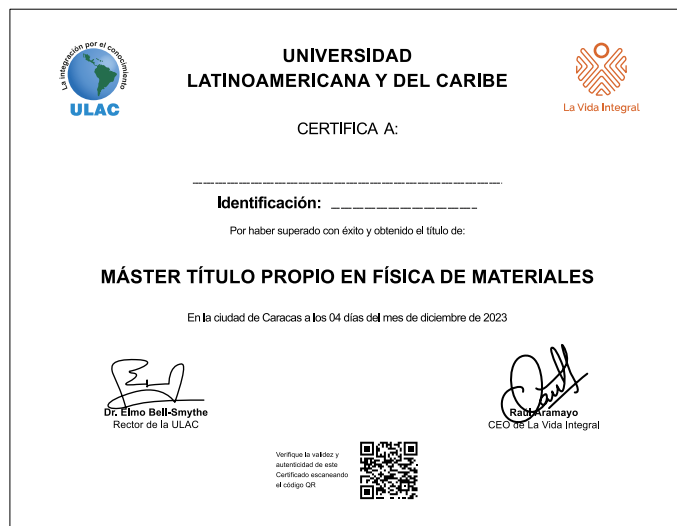 La integración por el conocimiento
ULAC
UNIVERSIDAD
LATINOAMERICANA Y DEL CARIBE
La Vida Integral
CERTIFICA A:
Identificación:
Por haber superado con éxito y obtenido el título de:
MÁSTER TÍTULO PROPIO EN FÍSICA DE MATERIALES
En la ciudad de Caracas a los 04 días del mes de diciembre de 2023
Dr. Elmo Bell-Smythe
Rector de la ULAC
Raúl Aramayo
CEO de La Vida Integral
Verifique la validez y
autenticidad de este
Certificado escaneando
el código QR